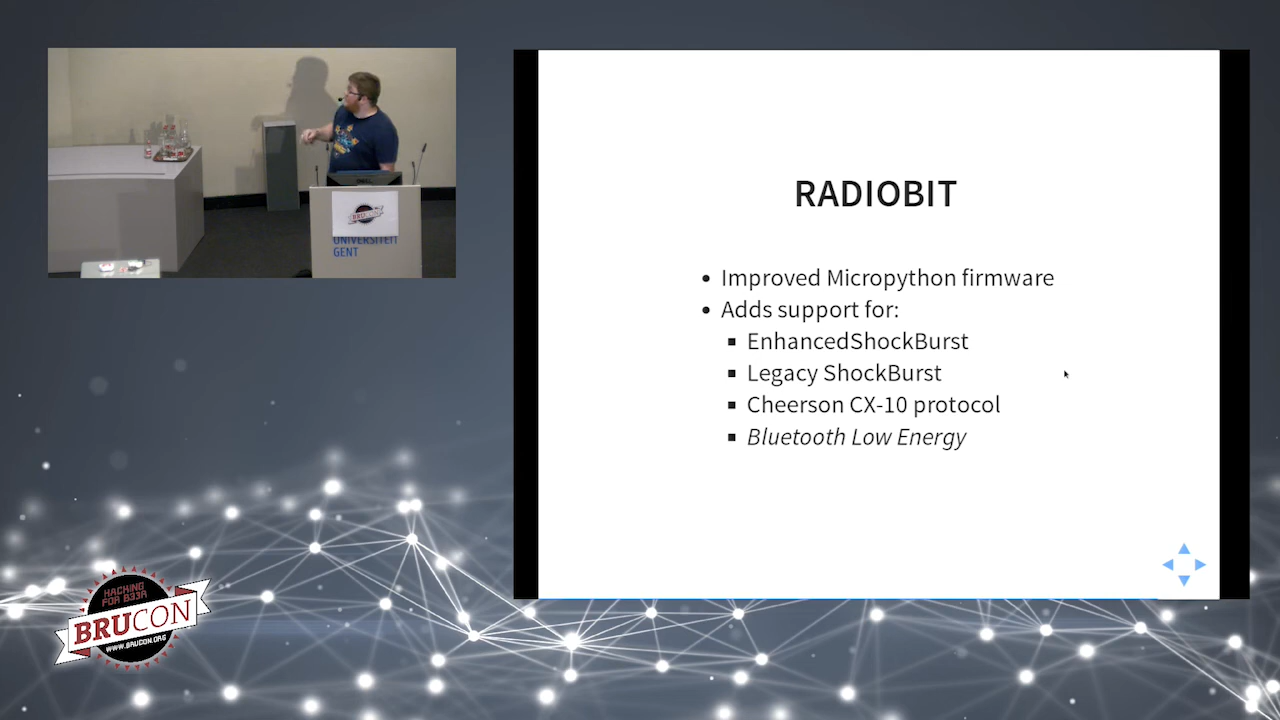 RADIOBIT
Improved Micropython firmware
Adds support for:
EnhancedShockBurst
Legacy ShockBurst
Cheerson CX-10 protocol
Bluetooth Low Energy
BRUCON
UNIVERSITEIT
GENT
HACKING
FOR B33R
BRUCON
WWW.BRUCON.ORG